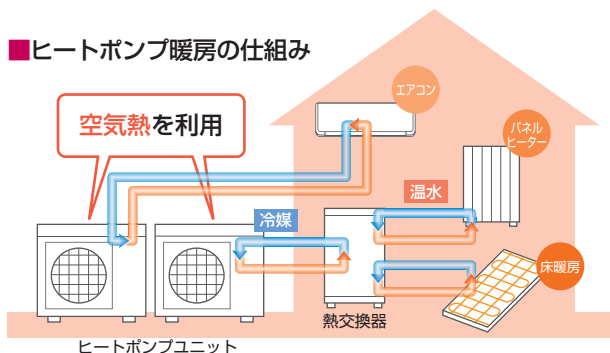 ■ヒートポンプ暖房の仕組み
空気熱を利用
エアコン
パネル
ヒーター
温水
冷媒
床暖房
熱交換器
ヒートポンプユニット